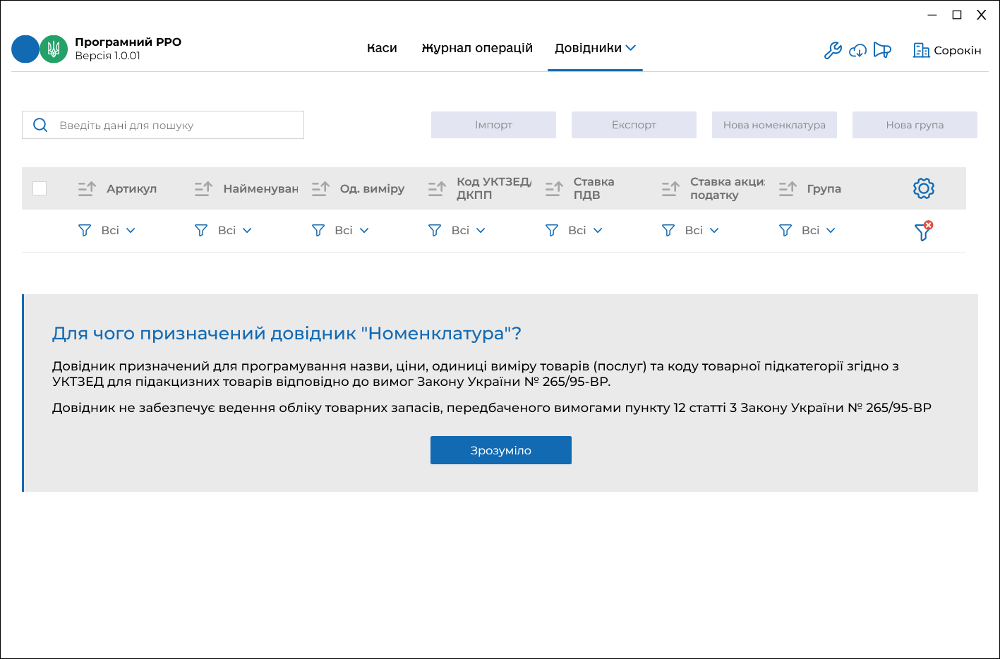 Програмний РРО
Версія 1.0.01
Каси
Журнал операцій
Довідники
Сорокін
Введіть дані для пошуку
Імпорт
Експорт
Нова номенклатура
Нова група
Артикул
Найменуван
Од. виміру
Код УКТЗЕД/
ДКПП
Ставка
ПДВ
Ставка акци
податку
Група
Всі
Всі
Всі
Всі
Всі
Всі
Всі
Для чого призначений довідник "Номенклатура"?
Довідник призначений для програмування назви, ціни, одиниці виміру товарів (послуг) та коду товарної підкатегорії згідно з
УКТЗЕД для підакцизних товарів відповідно до вимог Закону України № 265/95-ВР.
Довідник не забезпечує ведення обліку товарних запасів, передбаченого вимогами пункту 12 статті 3 Закону України № 265/95-ВР
Зрозуміло